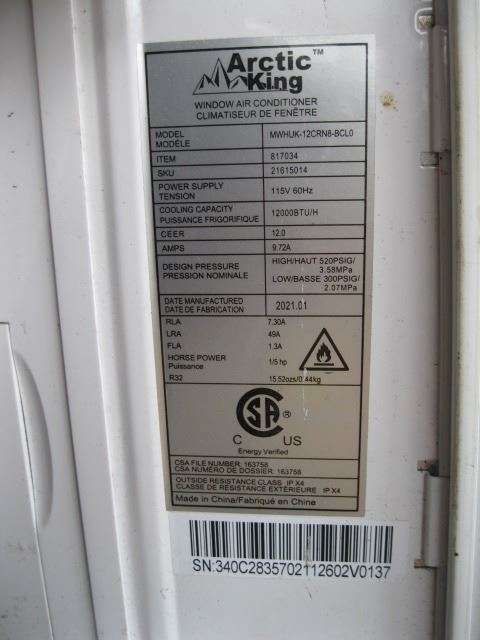 Arctic King™
WINDOW AIR CONDITIONER
CLIMATISEUR DE FENÊTRE
MODEL MWHUK-12CRN8-BCL0
MODÈLE
ITEM 817034
SKU 21615014
POWER SUPPLY 115V 60Hz
TENSION
COOLING CAPACITY 12000BTU/H
PUISSANCE FRIGORIFIQUE
CEER 12.0
AMPS 9.72A
DESIGN PRESSURE HIGH/HAUT 520PSIG/
3.58MPa
PRESSION NOMINALE LOW/BASSE 300PSIG/
2.07MPa
DATE MANUFACTURED 2021.01
DATE DE FABRICATION
RLA 7.30A
LRA 49A
FLA 1.3A
HORSE POWER 1/5 hp
Puissance
R32 15.52ozs/0.44kg
CSA ®
C US
Energy Verified
CSA FILE NUMBER: 163758
CSA NUMÉRO DE DOSSIER: 163758
OUTSIDE RESISTANCE CLASS IP X4
CLASSE DE RÉSISTANCE EXTÉRIEURE IP X4
Made in China/Fabriqué en Chine
SN:340C2835702112602V0137